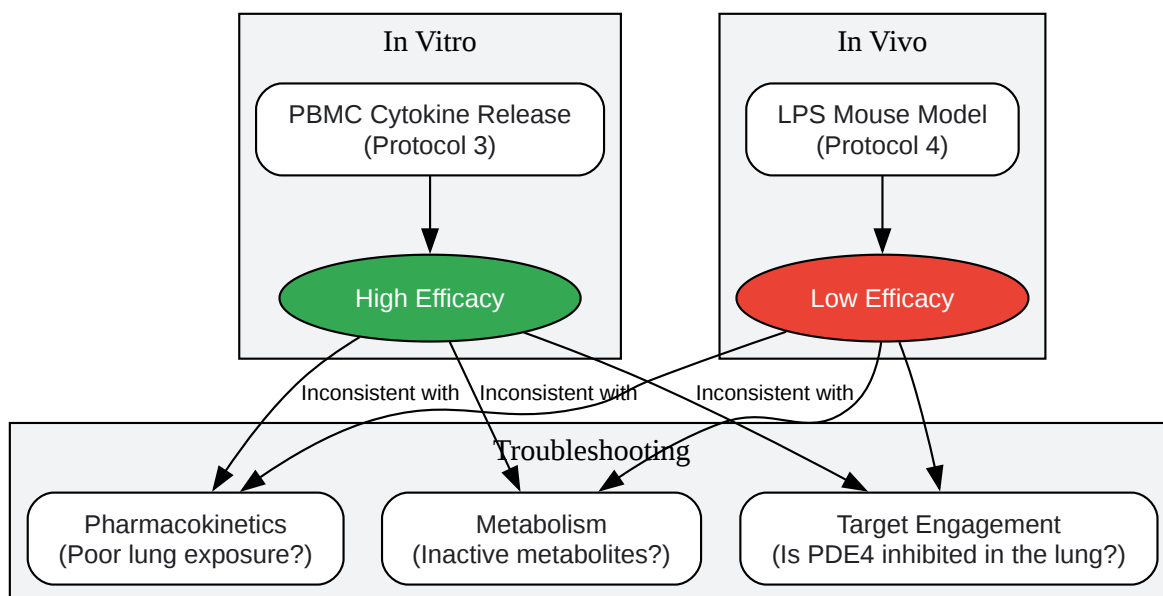 In Vitro
In Vivo
PBMC Cytokine Release
(Protocol 3)
LPS Mouse Model
(Protocol 4)
High Efficacy
Low Efficacy
Inconsistent with
Inconsistent with
Inconsistent with
Troubleshooting
Pharmacokinetics
(Poor lung exposure?)
Metabolism
(Inactive metabolites?)
Target Engagement
(Is PDE4 inhibited in the lung?)